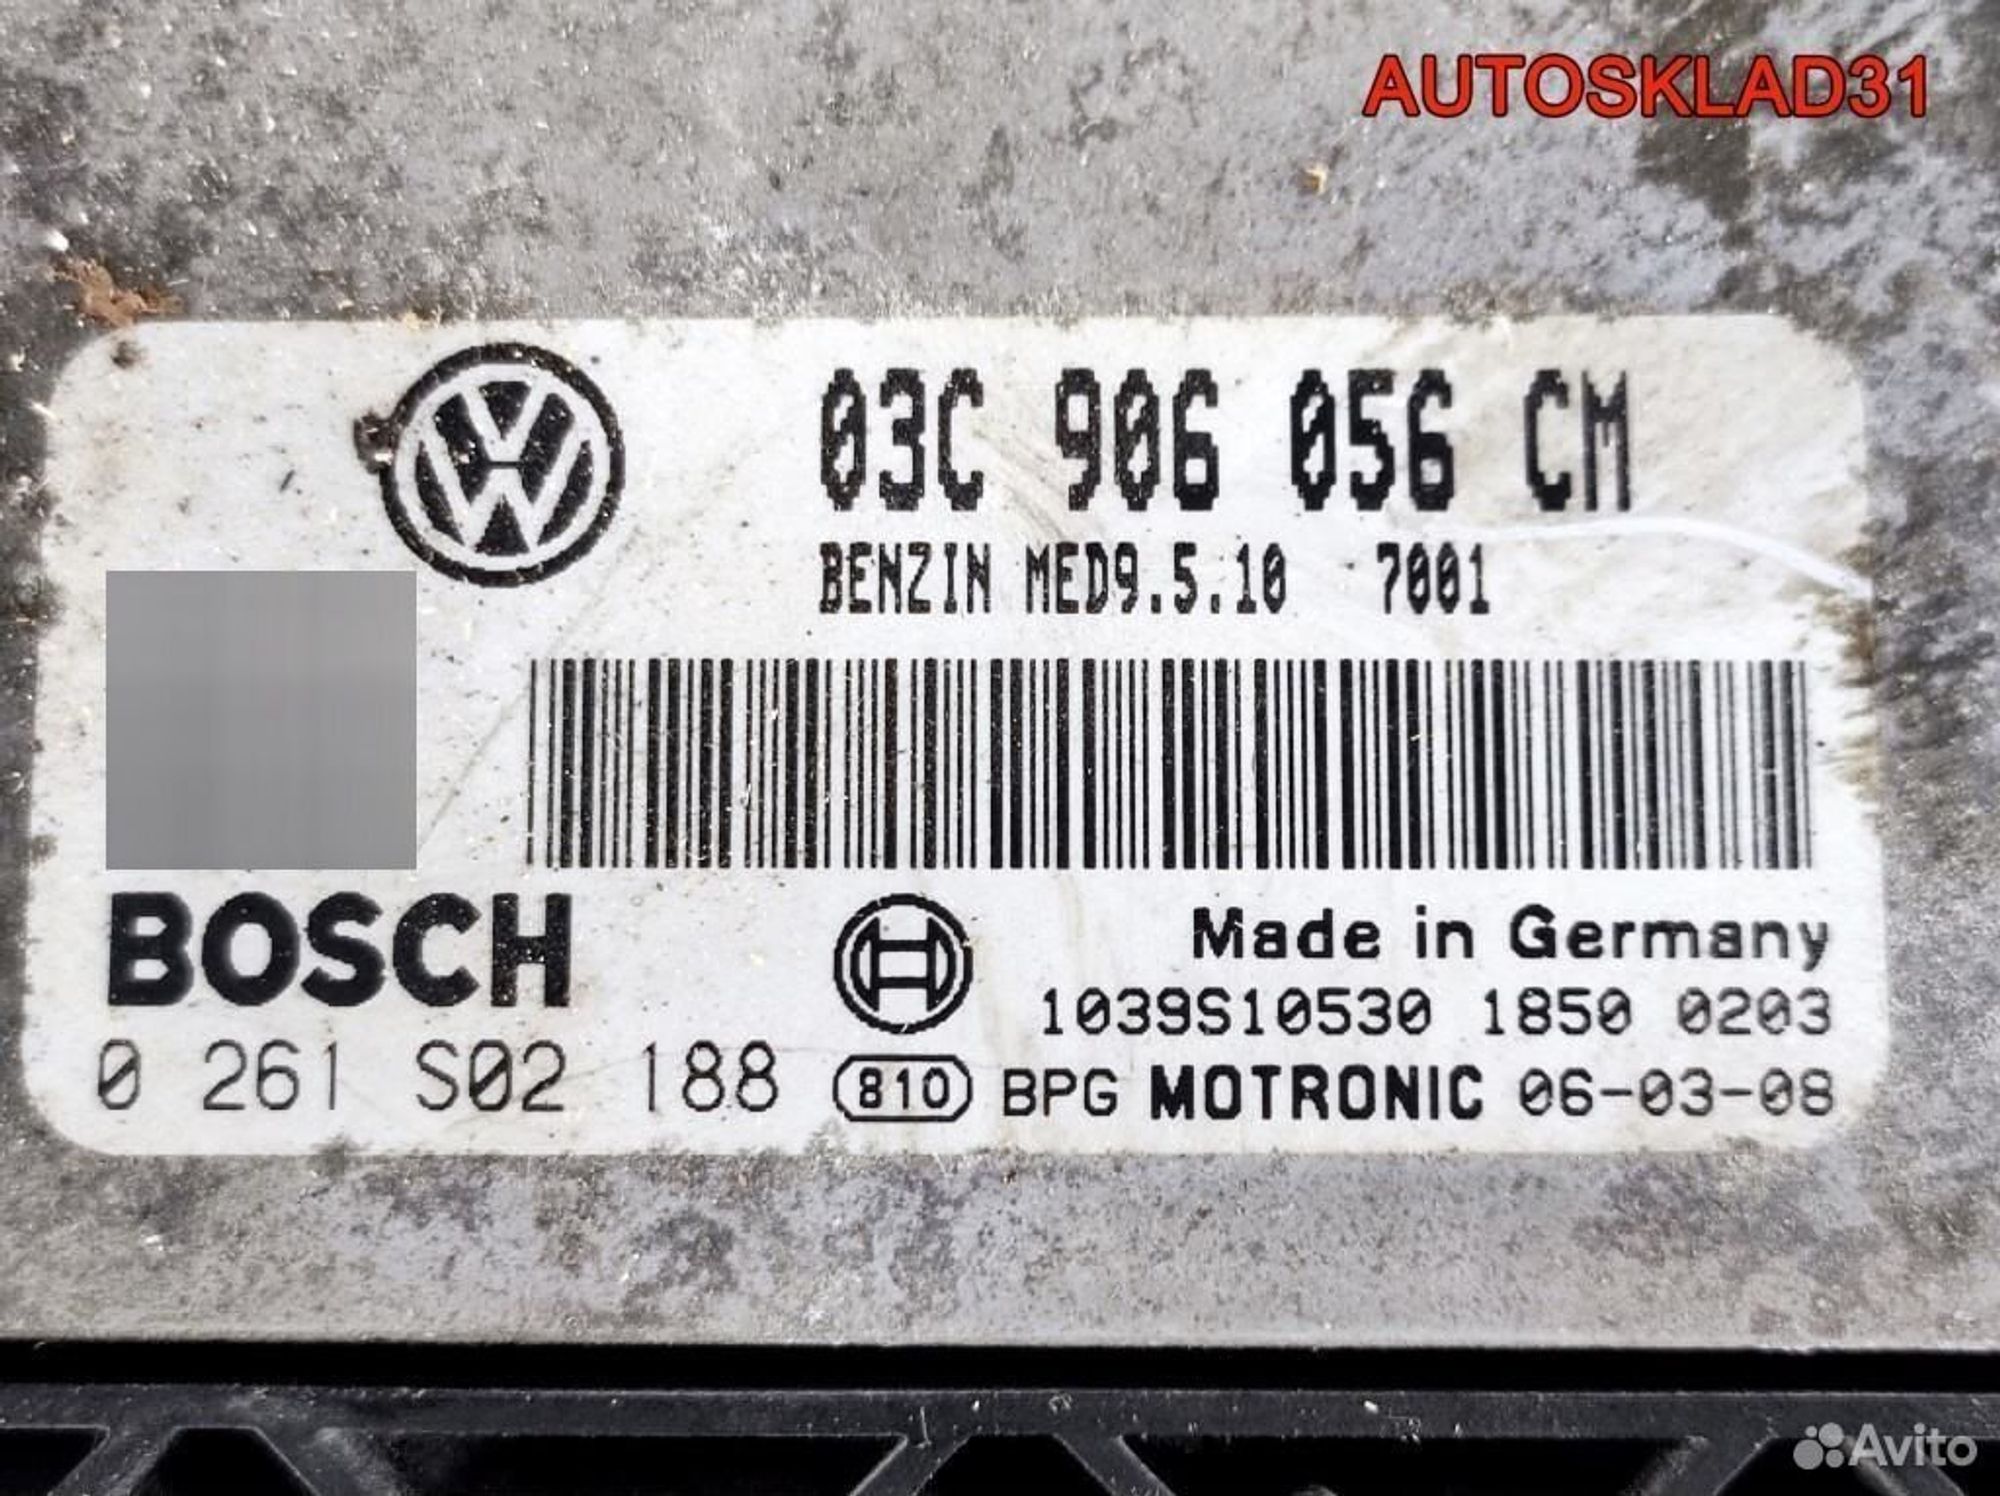 AUTOSKLAD31
03C 906 056 CM
BENZIN MED9.5.10 7001
BOSCH
Made in Germany
1039S10530 1850 0203
0 261 S02 188 810 BPG MOTRONIC 06-03-08
Avito